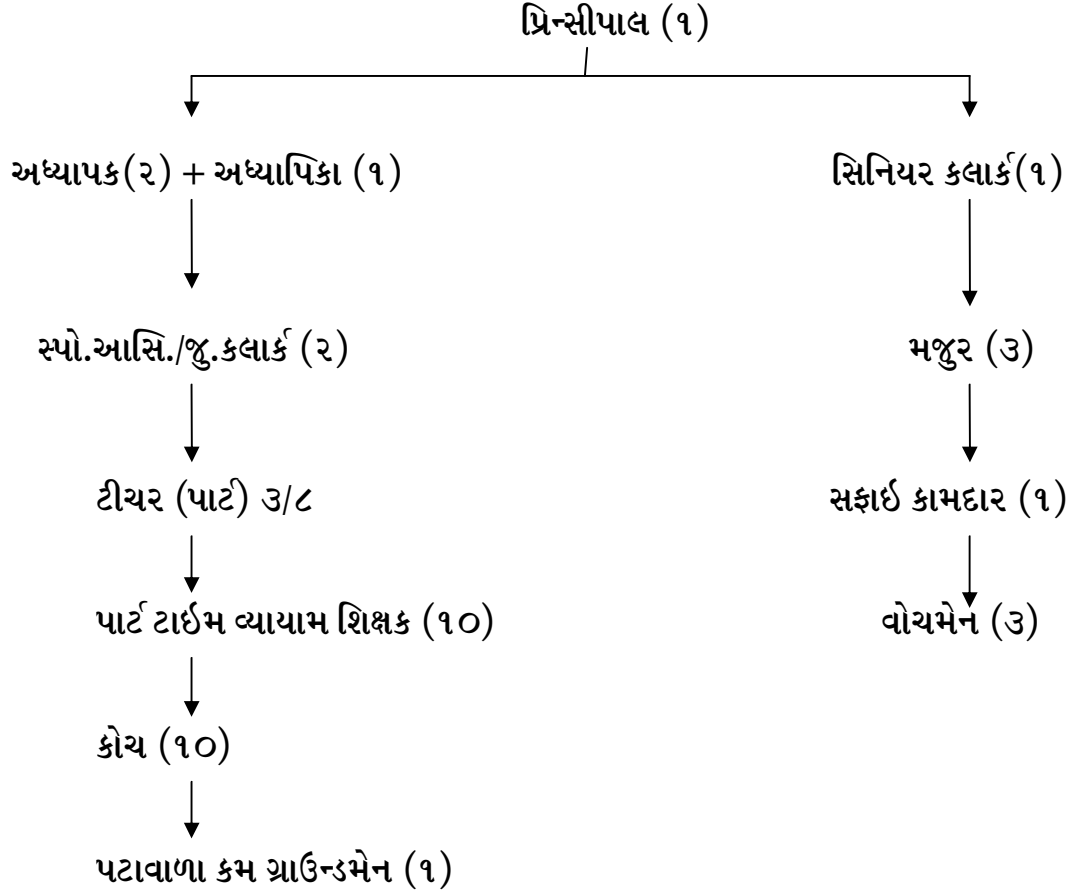 પ્રિન્સીપાલ (૧)
અધ્યાપક(૨) + અધ્યાપિકા (૧)
સિનિયર કલાર્ક(૧)
સ્પો.આસિ./જુ.કલાર્ક (૨)
મજુર (૩)
ટીચર (પાર્ટ) ૩/૮
સફાઇ કામદાર (૧)
પાર્ટ ટાઇમ વ્યાયામ શિક્ષક (૧૦)
વોચમેન (૩)
કોચ (૧૦)
પટાવાળા કમ ગ્રાઉન્ડમેન (૧)